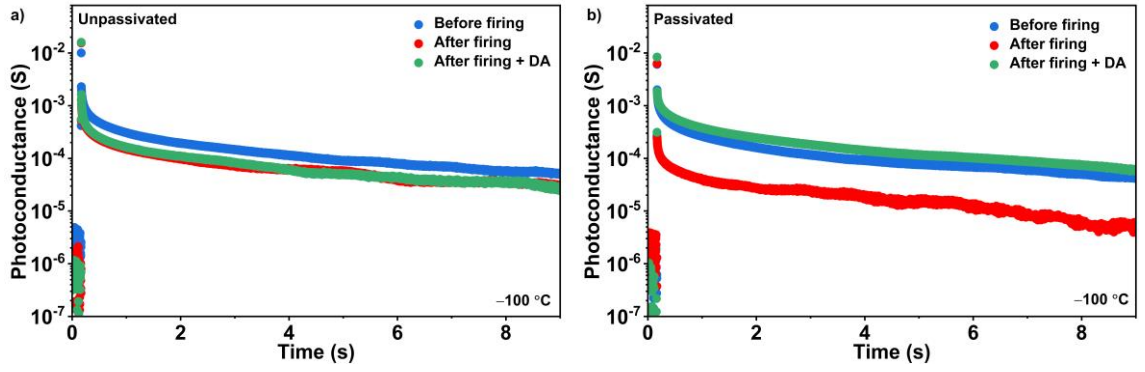 a)
Unpassivated
Before firing
After firing
After firing + DA
Photoconductance (S)
10⁻²
10⁻³
10⁻⁴
10⁻⁵
10⁻⁶
10⁻⁷
0 2 4 6 8
Time (s)
−100 °C
b)
Passivated
Before firing
After firing
After firing + DA
Photoconductance (S)
10⁻²
10⁻³
10⁻⁴
10⁻⁵
10⁻⁶
10⁻⁷
0 2 4 6 8
Time (s)
−100 °C